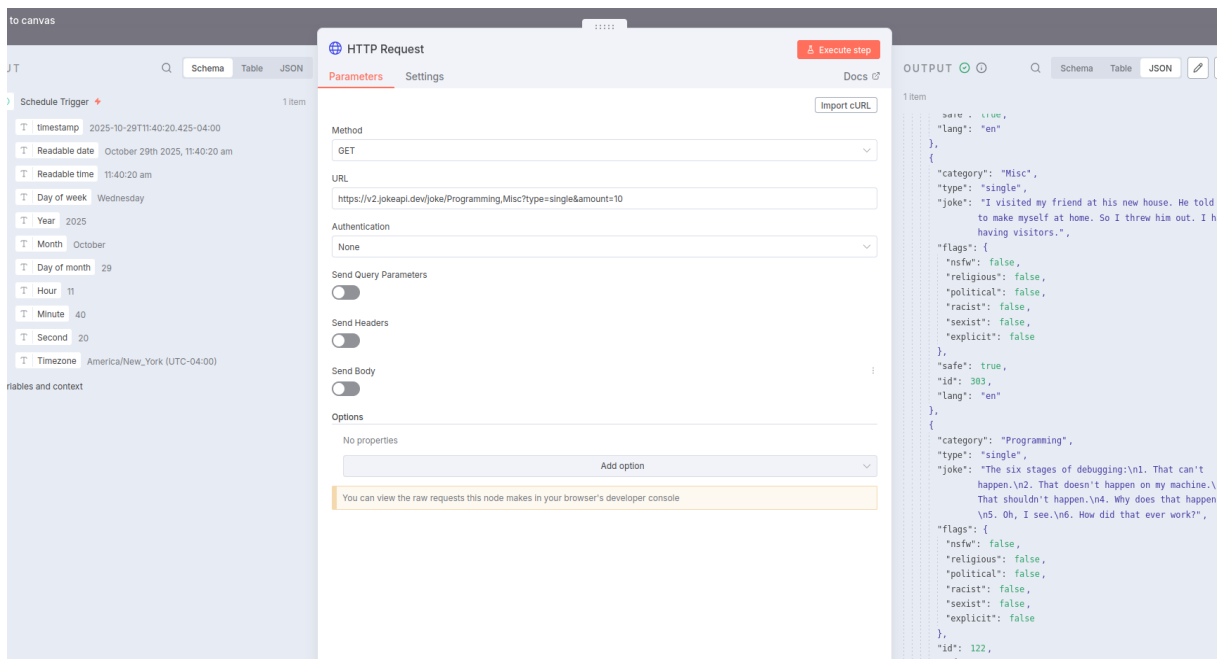 to canvas
HTTP Request
Execute step
Schema Table JSON
Parameters Settings Docs
OUTPUT
Schema Table JSON
Schedule Trigger 1 item
1 item
Import cURL
timestamp 2025-10-29T11:40:20.425-04:00
Readable date October 29th 2025, 11:40:20 am
Readable time 11:40:20 am
Day of week Wednesday
Year 2025
Month October
Day of month 29
Hour 11
Minute 40
Second 20
Timezone America/New_York (UTC-04:00)
and context
Method
GET
URL
https://v2.jokeapi.dev/joke/Programming,Misc?type=single&amount=10
Authentication
None
Send Query Parameters
Send Headers
Send Body
Options
No properties
Add option
You can view the raw requests this node makes in your browser's developer console
"lang": "en"
},
{
"category": "Misc",
"type": "single",
"joke": "I visited my friend at his new house. He told
to make myself at home. So I threw him out. I
having visitors.",
"flags": {
"nsfw": false,
"religious": false,
"political": false,
"racist": false,
"sexist": false,
"explicit": false
},
"safe": true,
"id": 303,
"lang": "en"
},
{
"category": "Programming",
"type": "single",
"joke": "The six stages of debugging:\n1. That can't
happen.\n2. That doesn't happen on my machine.\
That shouldn't happen.\n4. Why does that happen
\n5. Oh, I see.\n6. How did that ever work?",
"flags": {
"nsfw": false,
"religious": false,
"political": false,
"racist": false,
"sexist": false,
"explicit": false
},
"id": 122,